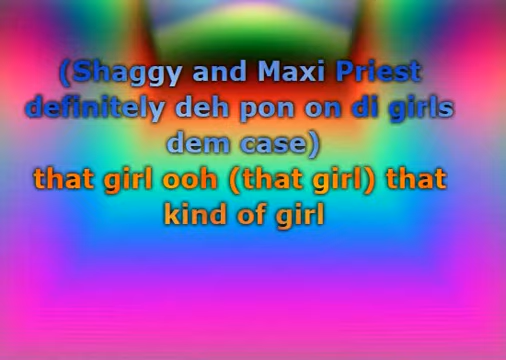 (Shaggy and Maxi Priest
definitely deh pon on di girls
dem case)
that girl ooh (that girl) that
kind of girl